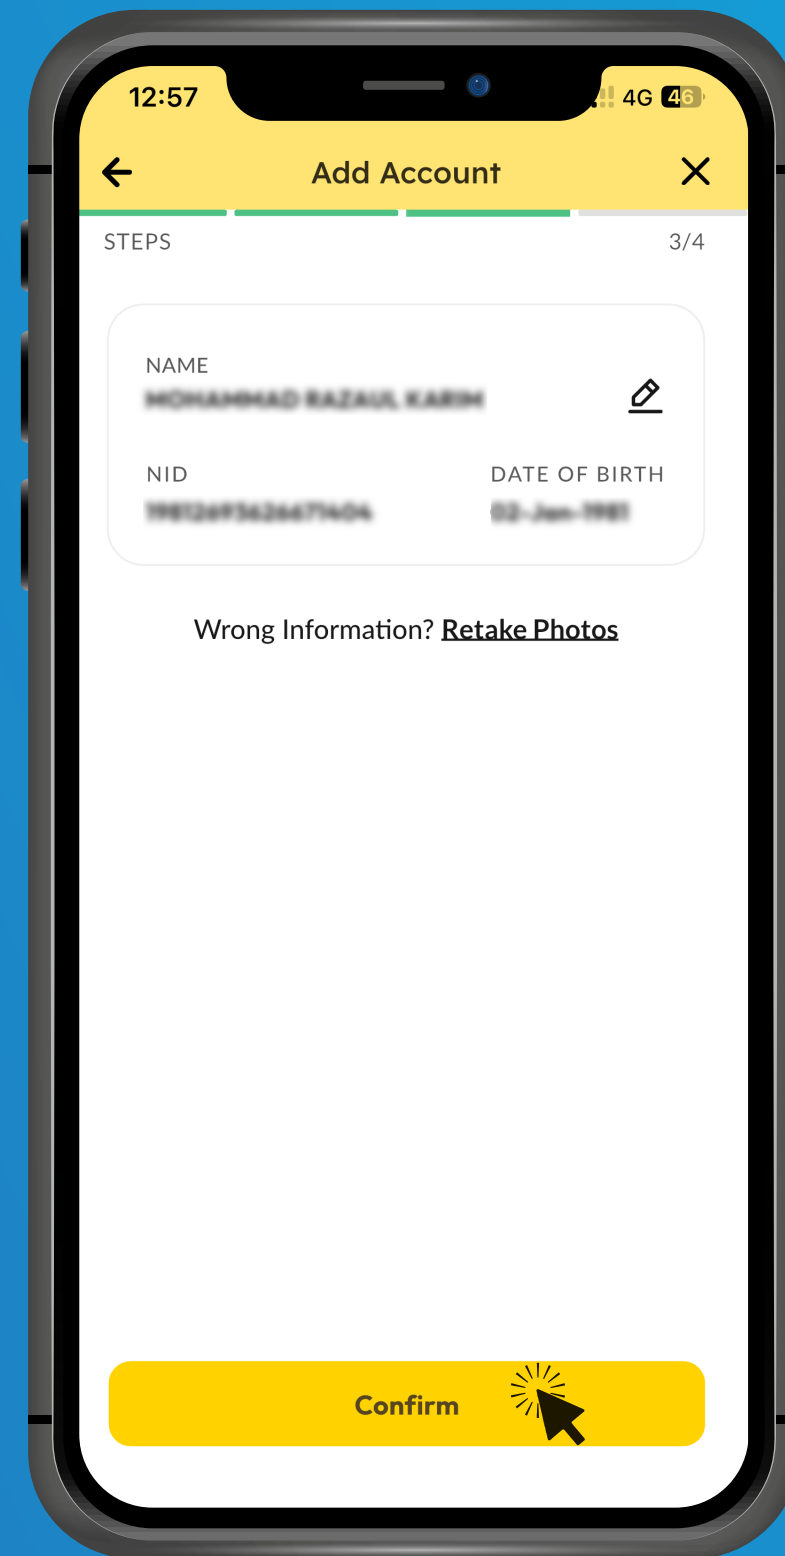 12:57
4G 46
Add Account
STEPS
3/4
NAME
NID
DATE OF BIRTH
Wrong Information? Retake Photos
Confirm